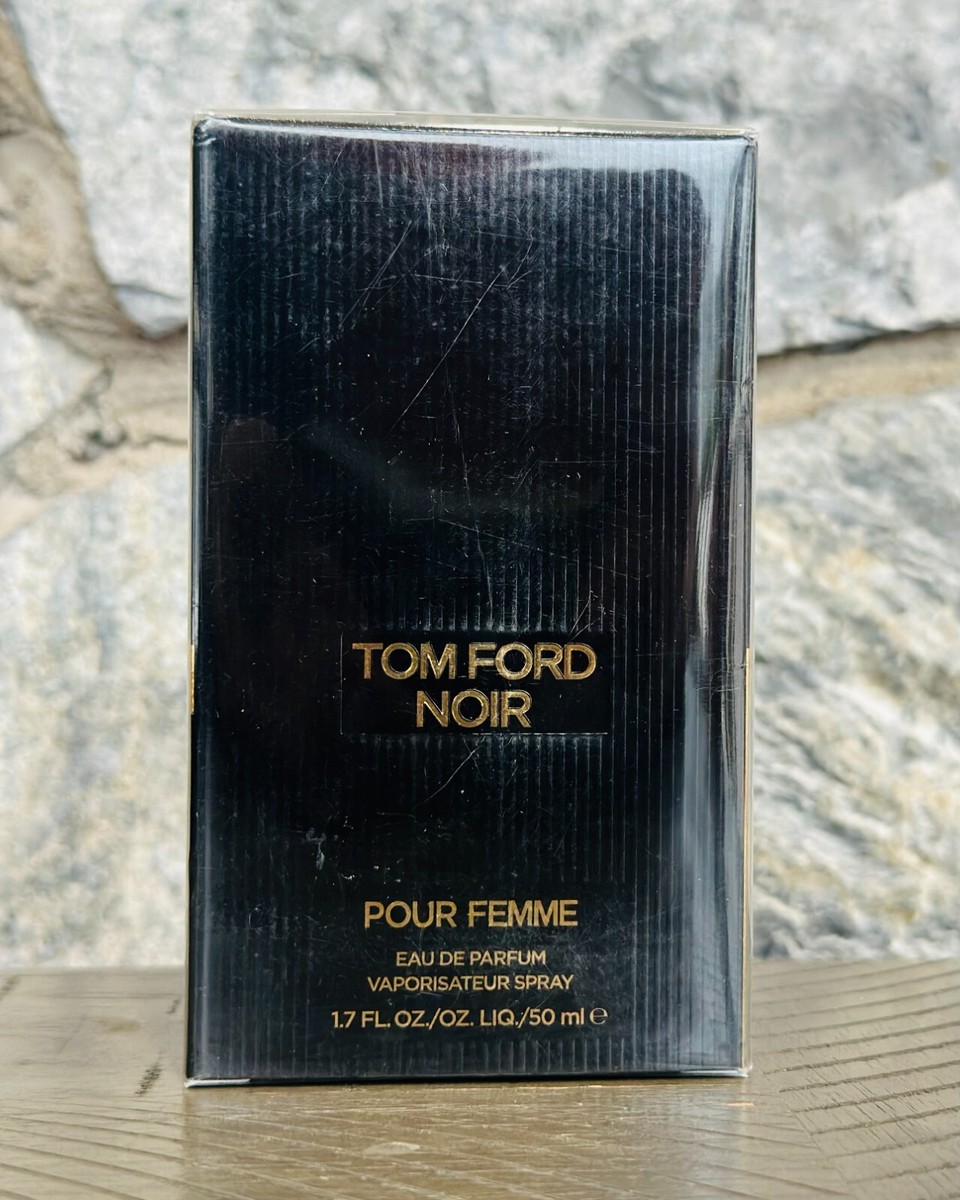 TOM FORD
NOIR
POUR FEMME
EAU DE PARFUM
VAPORISATEUR SPRAY
1.7 FL. OZ./OZ. LIQ./50 ml ℮